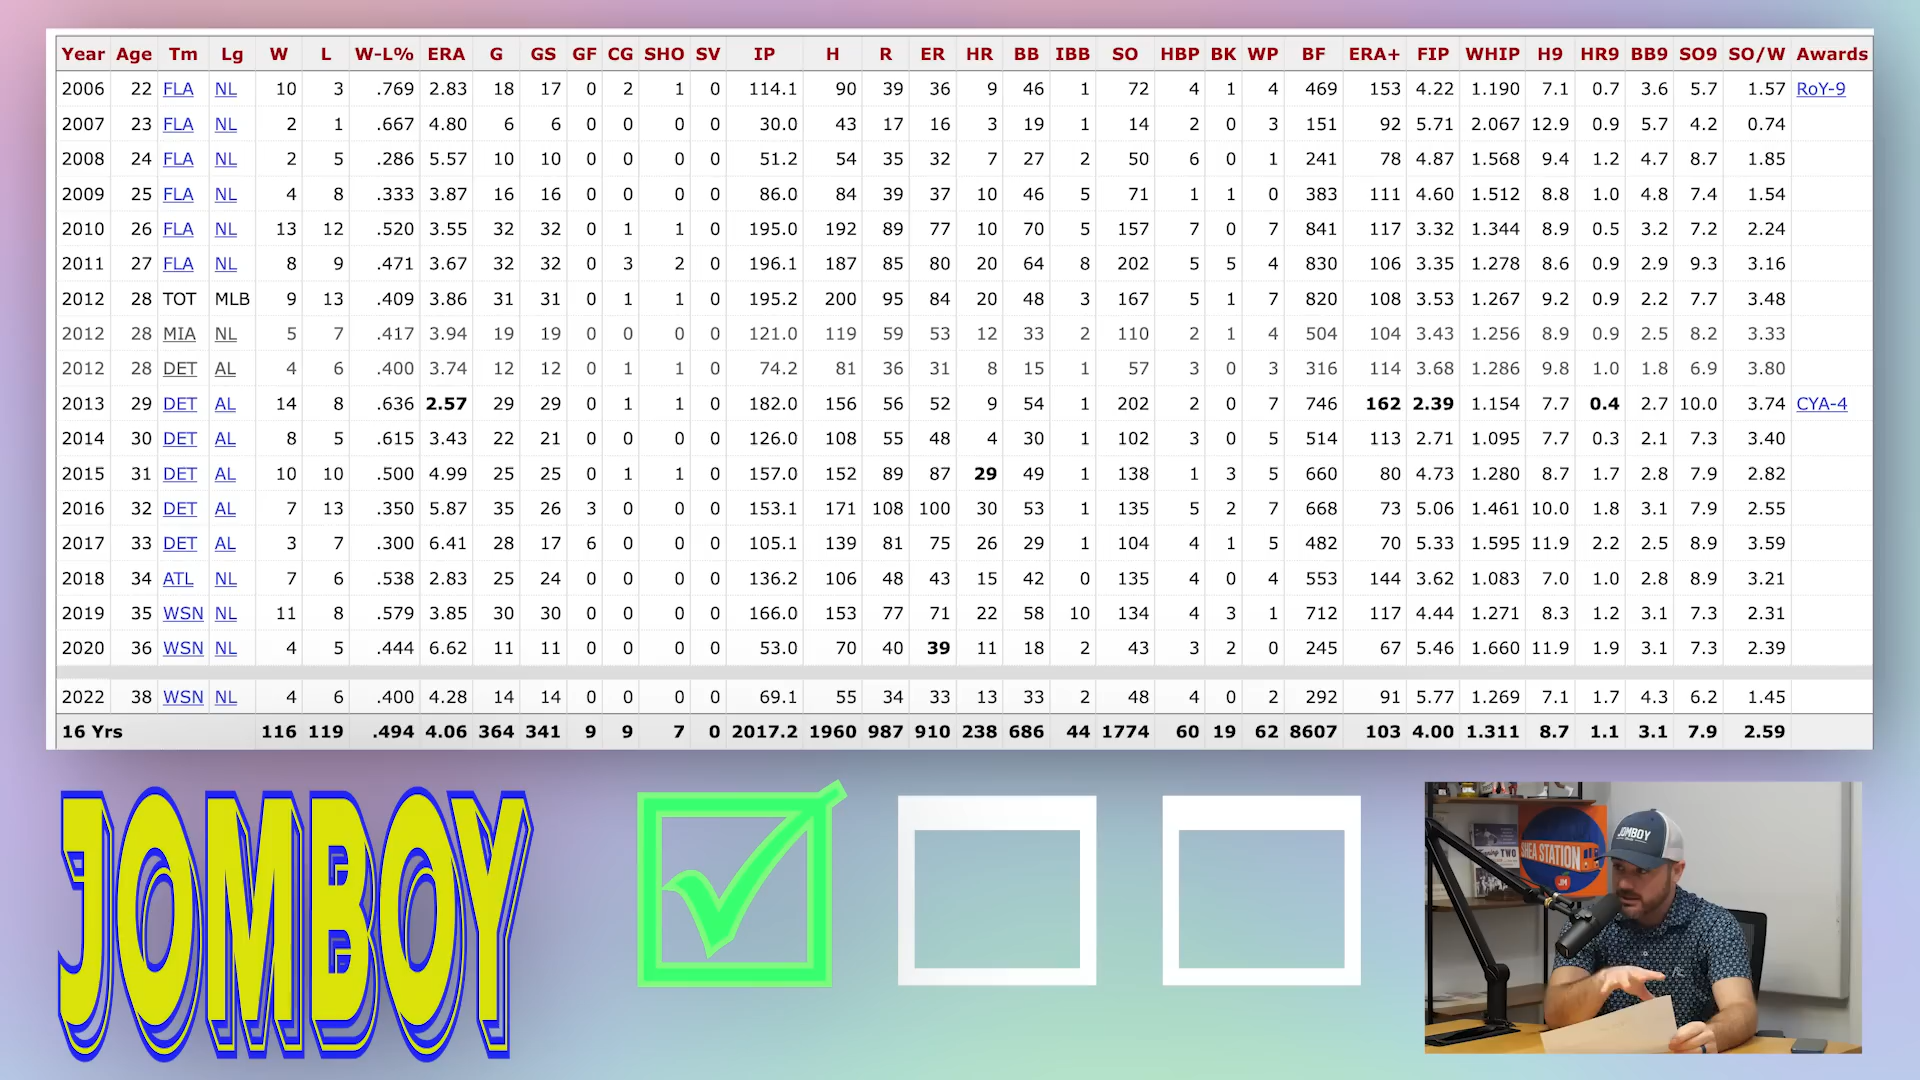 Year Age Tm Lg W L W-L% ERA G GS GF CG SHO SV IP H R ER HR BB IBB SO HBP BK WP BF ERA+ FIP WHIP H9 HR9 BB9 SO9 SO/W Awards
2006 22 FLA NL 10 3 .769 2.83 18 17 0 2 1 0 114.1 90 39 36 9 46 1 72 4 1 4 469 153 4.22 1.190 7.1 0.7 3.6 5.7 1.57 RoY-9
2007 23 FLA NL 2 1 .667 4.80 6 6 0 0 0 0 30.0 43 17 16 3 19 1 14 2 0 3 151 92 5.71 2.067 12.9 0.9 5.7 4.2 0.74
2008 24 FLA NL 2 5 .286 5.57 10 10 0 0 0 0 51.2 54 35 32 7 27 2 50 6 0 1 241 78 4.87 1.568 9.4 1.2 4.7 8.7 1.85
2009 25 FLA NL 4 8 .333 3.87 16 16 0 0 0 0 86.0 84 39 37 10 46 5 71 1 1 0 383 111 4.60 1.512 8.8 1.0 4.8 7.4 1.54
2010 26 FLA NL 13 12 .520 3.55 32 32 0 1 1 0 195.0 192 89 77 10 70 5 157 7 0 7 841 117 3.32 1.344 8.9 0.5 3.2 7.2 2.24
2011 27 FLA NL 8 9 .471 3.67 32 32 0 3 2 0 196.1 187 85 80 20 64 8 202 5 5 4 830 106 3.35 1.278 8.6 0.9 2.9 9.3 3.16
2012 28 TOT MLB 9 13 .409 3.86 31 31 0 1 1 0 195.2 200 95 84 20 48 3 167 5 1 7 820 108 3.53 1.267 9.2 0.9 2.2 7.7 3.48
2012 28 MIA NL 5 7 .417 3.94 19 19 0 0 0 0 121.0 119 59 53 12 33 2 110 2 1 4 504 104 3.43 1.256 8.9 0.9 2.5 8.2 3.33
2012 28 DET AL 4 6 .400 3.74 12 12 0 1 1 0 74.2 81 36 31 8 15 1 57 3 0 3 316 114 3.68 1.286 9.8 1.0 1.8 6.9 3.80
2013 29 DET AL 14 8 .636 2.57 29 29 0 1 1 0 182.0 156 56 52 9 54 1 202 2 0 7 746 162 2.39 1.154 7.7 0.4 2.7 10.0 3.74 CYA-4
2014 30 DET AL 8 5 .615 3.43 22 21 0 0 0 0 126.0 108 55 48 4 30 1 102 3 0 5 514 113 2.71 1.095 7.7 0.3 2.1 7.3 3.40
2015 31 DET AL 10 10 .500 4.99 25 25 0 1 1 0 157.0 152 89 87 29 49 1 138 1 3 5 660 80 4.73 1.280 8.7 1.7 2.8 7.9 2.82
2016 32 DET AL 7 13 .350 5.87 35 26 3 0 0 0 153.1 171 108 100 30 53 1 135 5 2 7 668 73 5.06 1.461 10.0 1.8 3.1 7.9 2.55
2017 33 DET AL 3 7 .300 6.41 28 17 6 0 0 0 105.1 139 81 75 26 29 1 104 4 1 5 482 70 5.33 1.595 11.9 2.2 2.5 8.9 3.59
2018 34 ATL NL 7 6 .538 2.83 25 24 0 0 0 0 136.2 106 48 43 15 42 0 135 4 0 4 553 144 3.62 1.083 7.0 1.0 2.8 8.9 3.21
2019 35 WSN NL 11 8 .579 3.85 30 30 0 0 0 0 166.0 153 77 71 22 58 10 134 4 3 1 712 117 4.44 1.271 8.3 1.2 3.1 7.3 2.31
2020 36 WSN NL 4 5 .444 6.62 11 11 0 0 0 0 53.0 70 40 39 11 18 2 43 3 2 0 245 67 5.46 1.660 11.9 1.9 3.1 7.3 2.39
2022 38 WSN NL 4 6 .400 4.28 14 14 0 0 0 0 69.1 55 34 33 13 33 2 48 4 0 2 292 91 5.77 1.269 7.1 1.7 4.3 6.2 1.45
16 Yrs 116 119 .494 4.06 364 341 9 9 7 0 2017.2 1960 987 910 238 686 44 1774 60 19 62 8607 103 4.00 1.311 8.7 1.1 3.1 7.9 2.59
JOMBOY
JOMBOY
TWO
SHEA STATION
JM